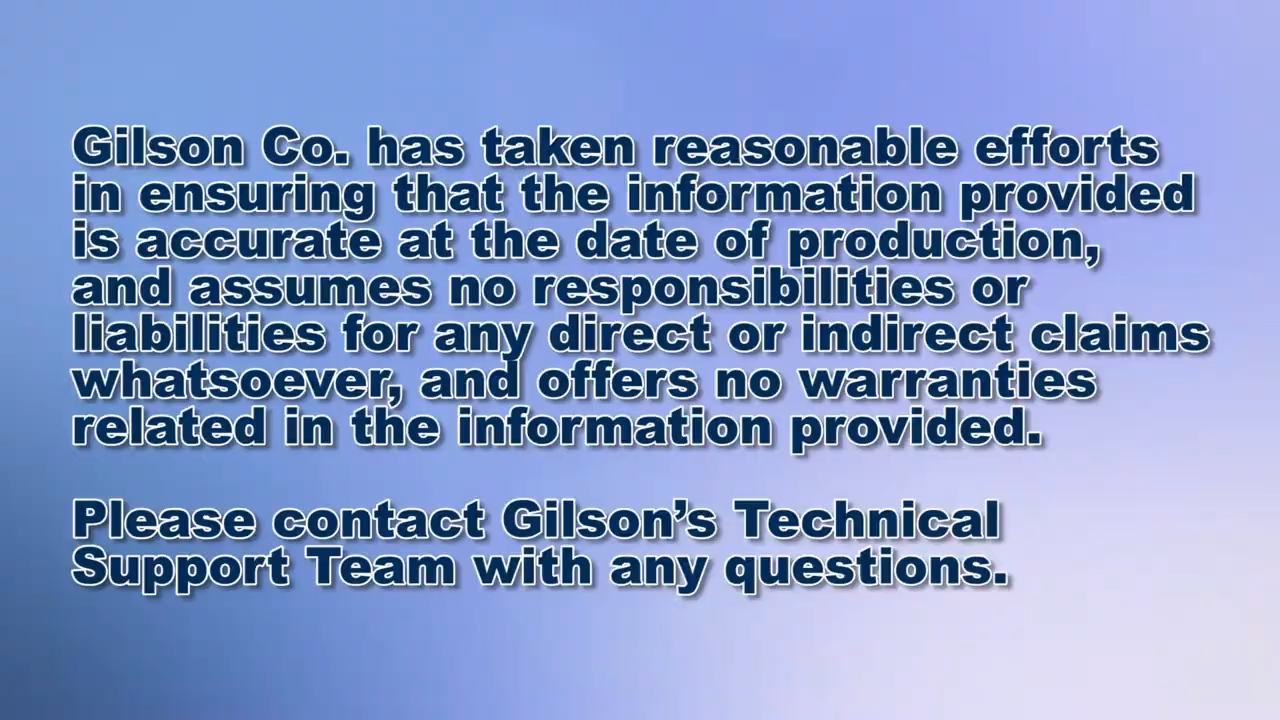 Gilson Co. has taken reasonable efforts
in ensuring that the information provided
is accurate at the date of production,
and assumes no responsibilities or
liabilities for any direct or indirect claims
whatsoever, and offers no warranties
related in the information provided.
Please contact Gilson’s Technical
Support Team with any questions.